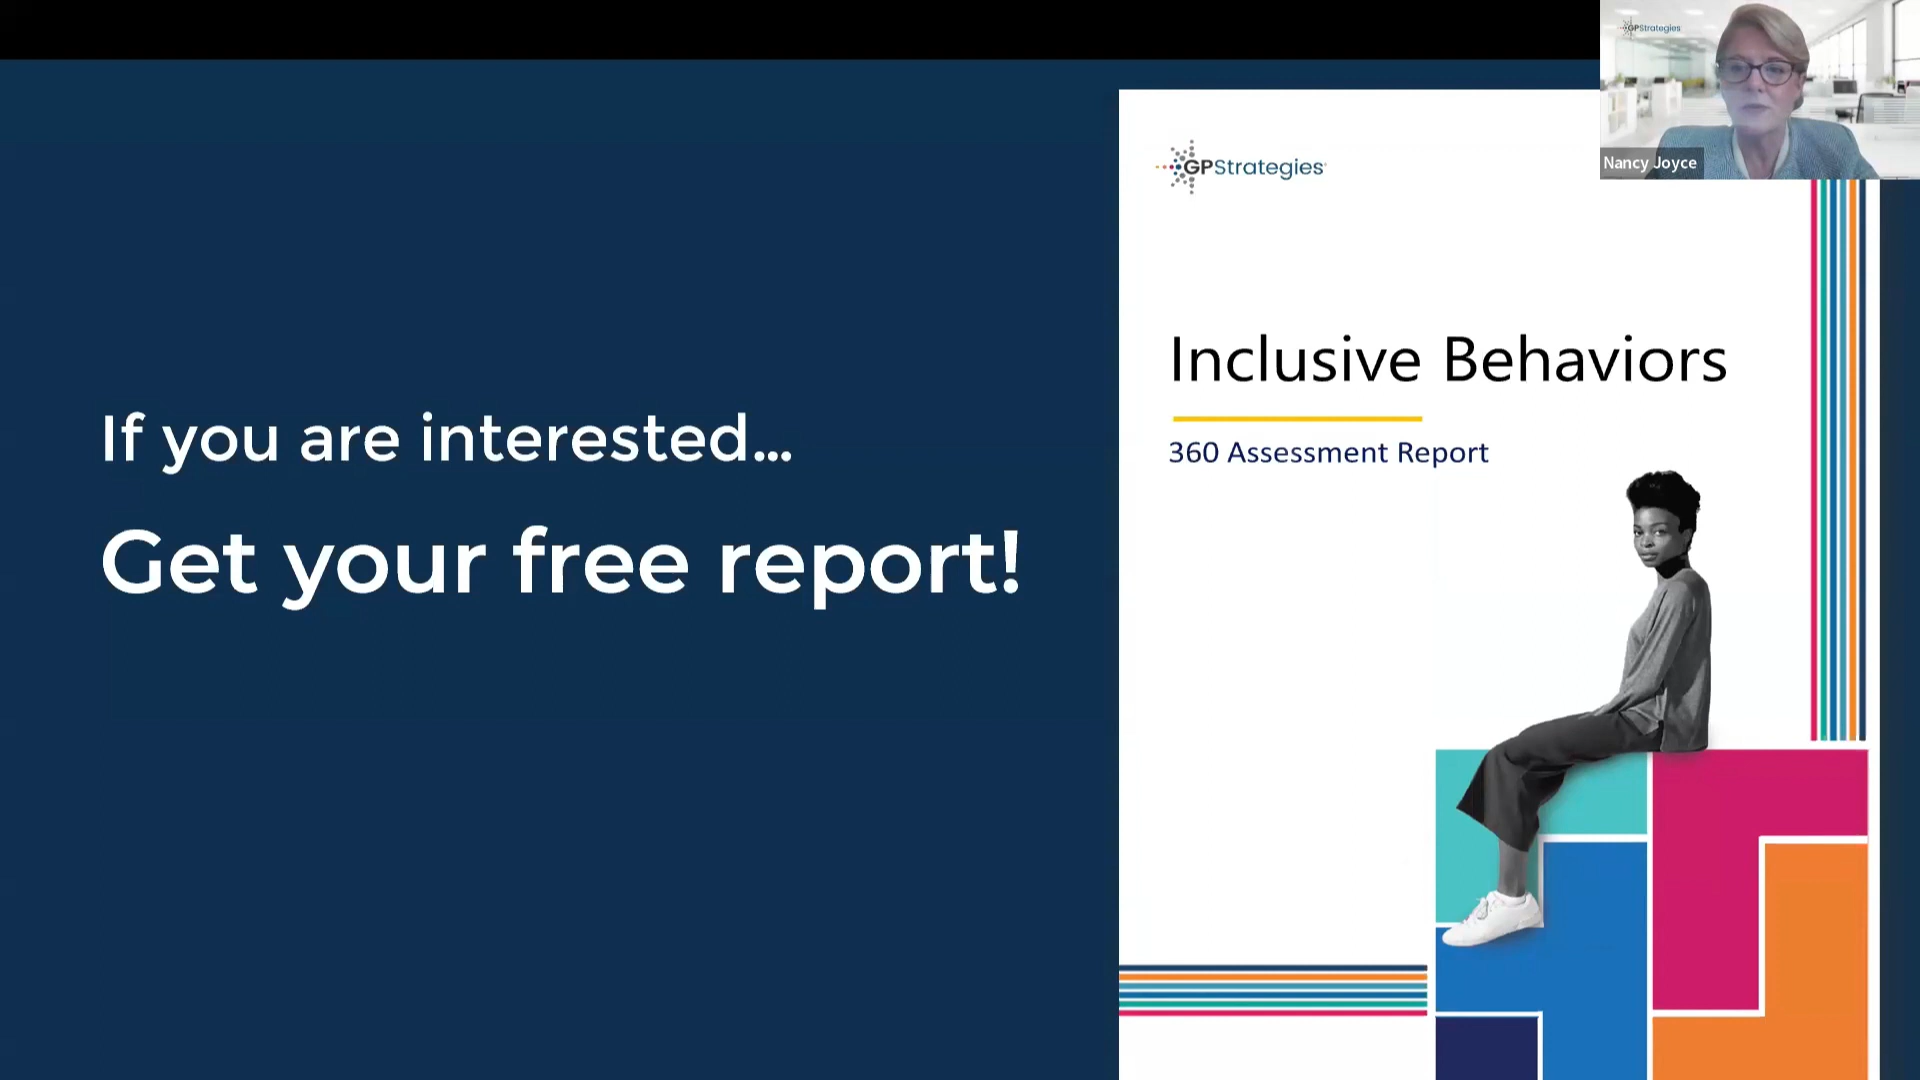 If you are interested...
Get your free report!
GPStrategies
Inclusive Behaviors
360 Assessment Report
GPStrategies
Nancy Joyce